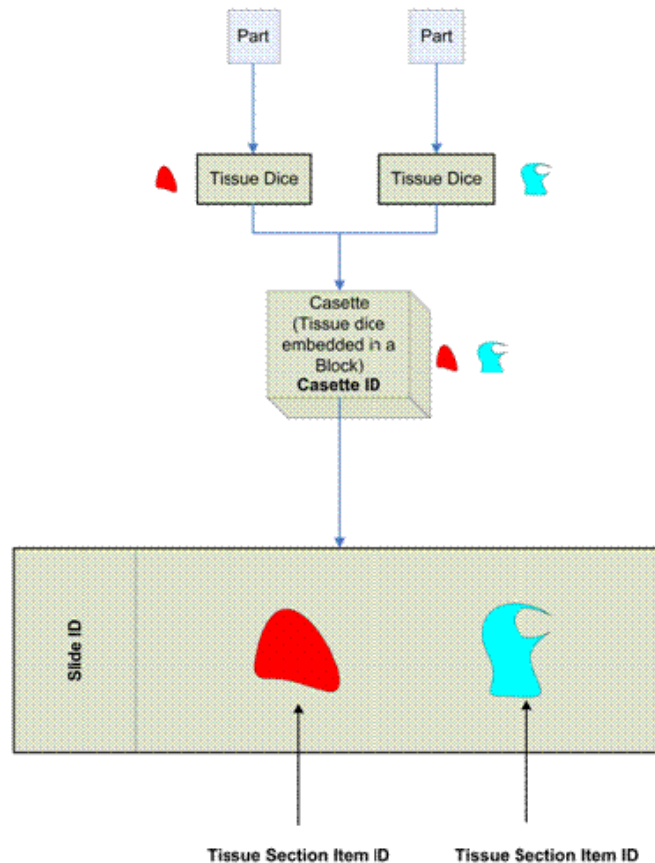 Part
Part
Tissue Dice
Tissue Dice
Casette
(Tissue dice
embedded in a
Block)
Casette ID
Slide ID
Tissue Section Item ID
Tissue Section Item ID